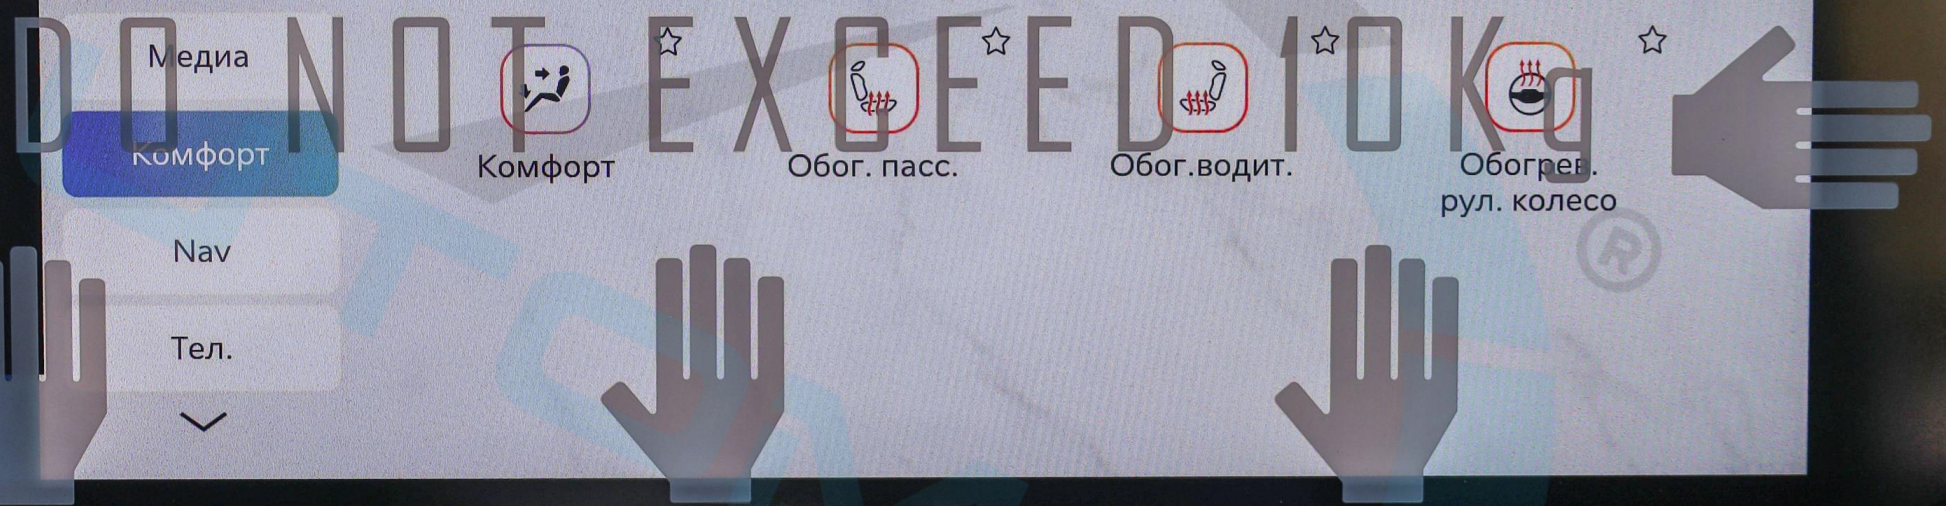 DO NOT EXCEED 10Kg
Медиа
Комфорт
Nav
Тел.
Комфорт
Обог. пасс.
Обог.водит.
Обогрев.
рул. колесо
®